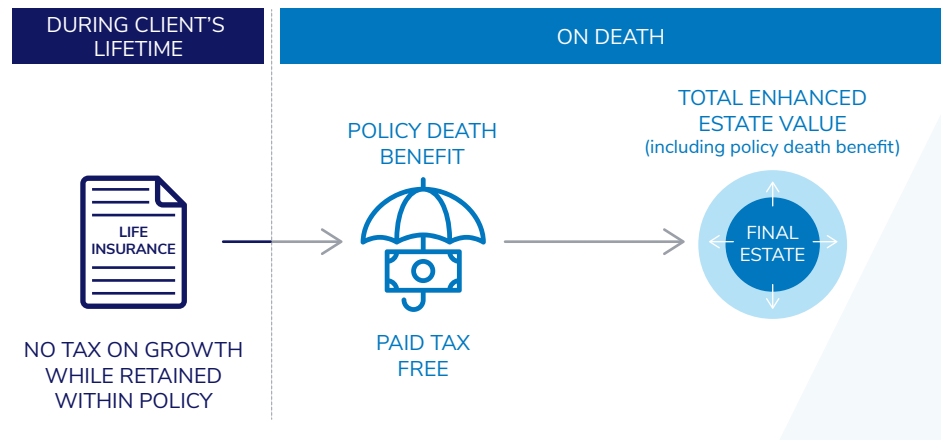 DURING CLIENT'S
LIFETIME
ON DEATH
LIFE
INSURANCE
NO TAX ON GROWTH
WHILE RETAINED
WITHIN POLICY
POLICY DEATH
BENEFIT
PAID TAX
FREE
TOTAL ENHANCED
ESTATE VALUE
(including policy death benefit)
FINAL
ESTATE